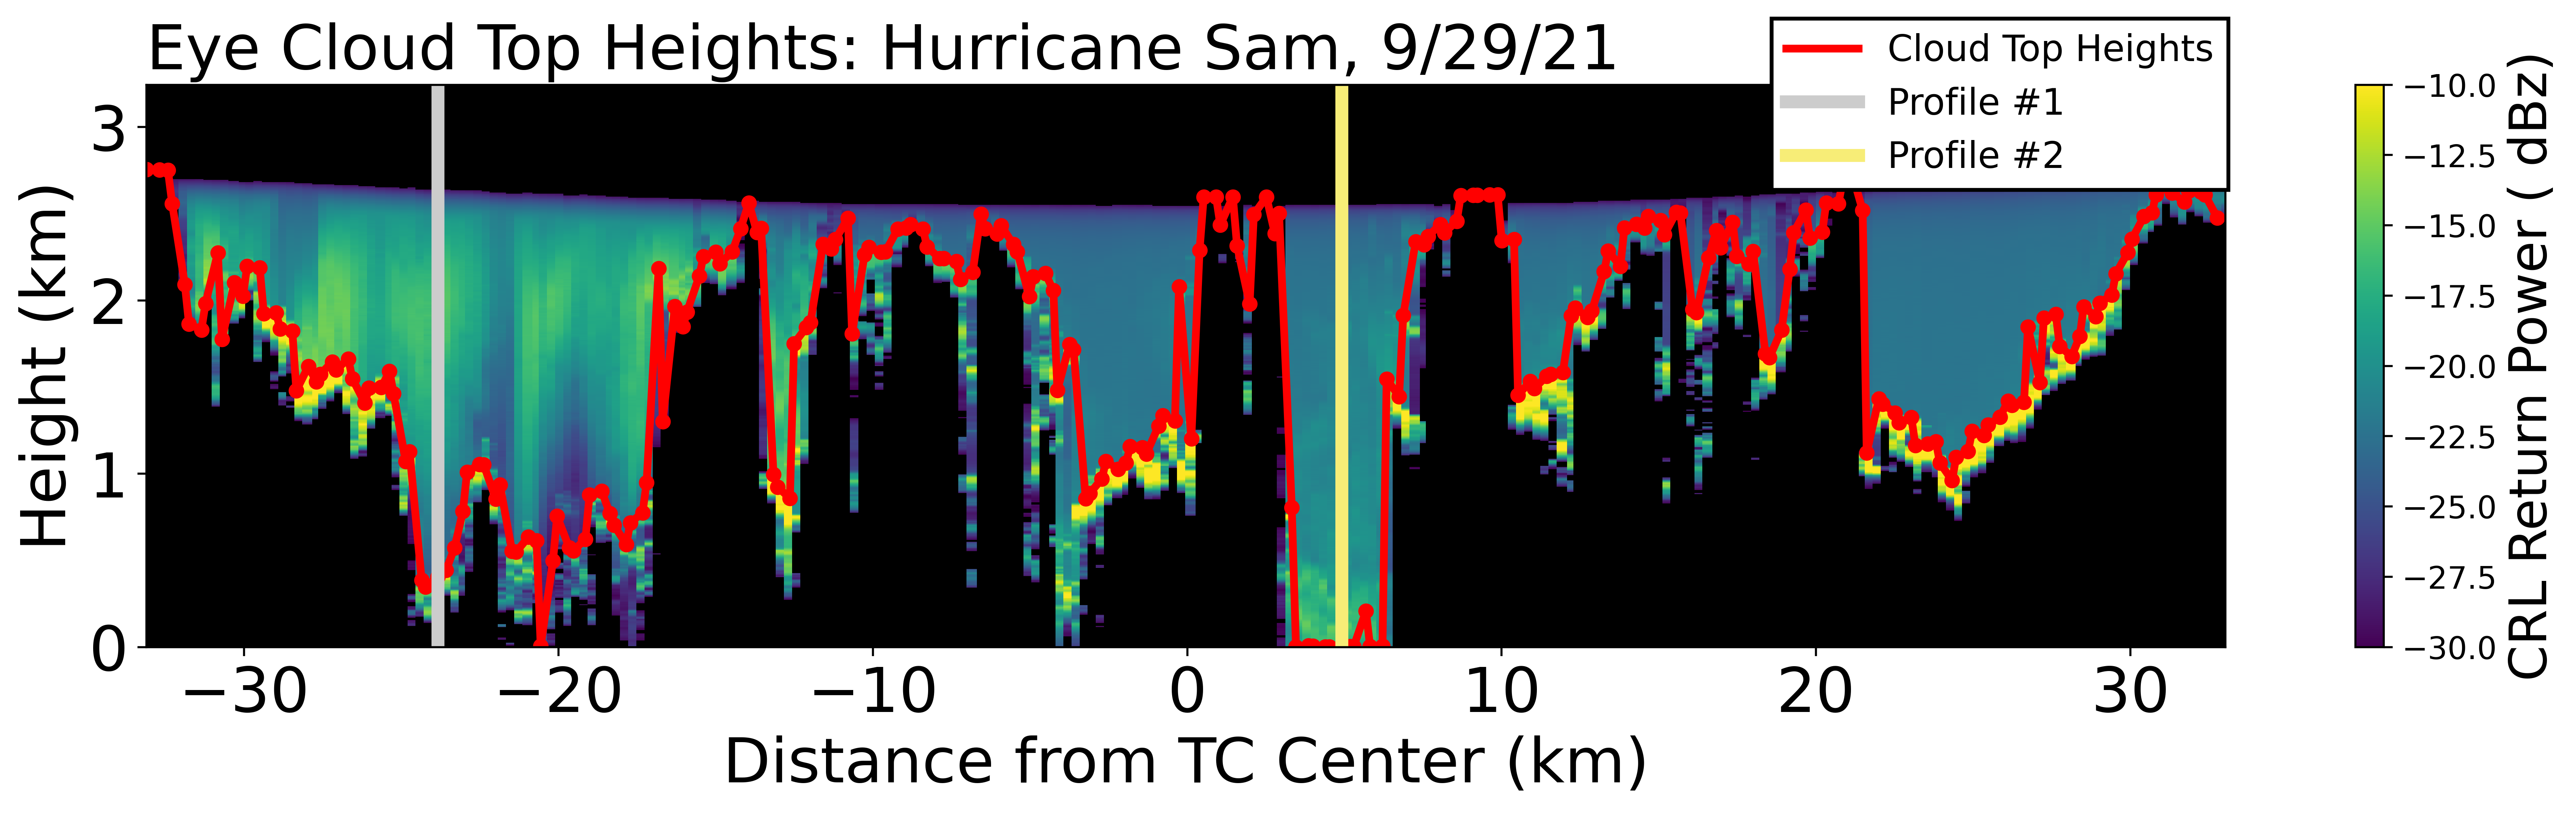 Eye Cloud Top Heights: Hurricane Sam, 9/29/21
Cloud Top Heights
Profile #1
Profile #2
Height (km)
3
2
1
0
−30
−20
−10
0
10
20
30
Distance from TC Center (km)
−10.0
−12.5
−15.0
−17.5
−20.0
−22.5
−25.0
−27.5
−30.0
CRL Return Power ( dBz)